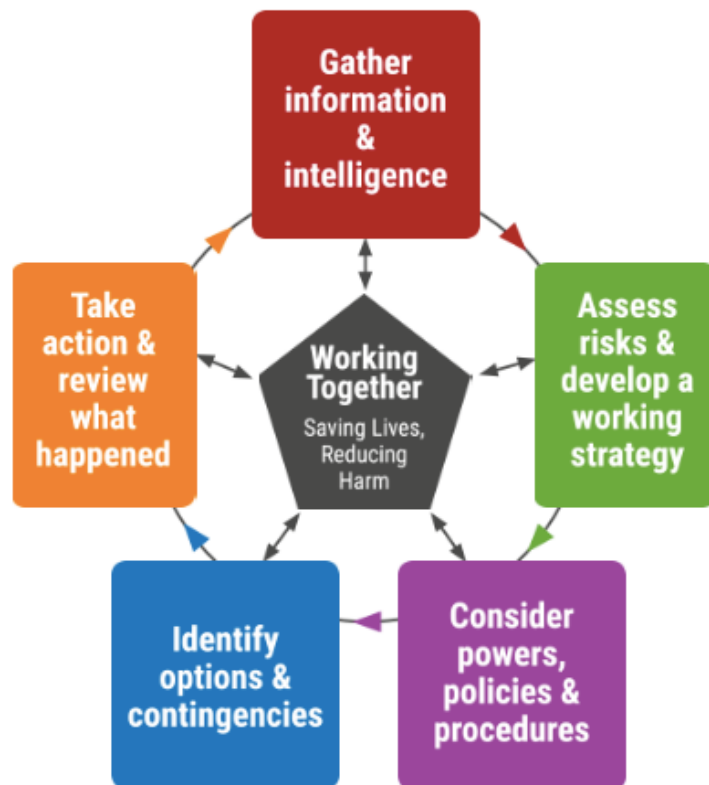 Gather
information
&
intelligence
Assess
risks &
develop a
working
strategy
Consider
powers,
policies &
procedures
Identify
options &
contingencies
Take
action &
review
what
happened
Working
Together
Saving Lives,
Reducing
Harm